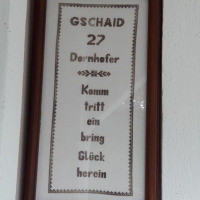 GSCHAID
27
Dornhofer
Komm
tritt
ein
bring
Glück
herein